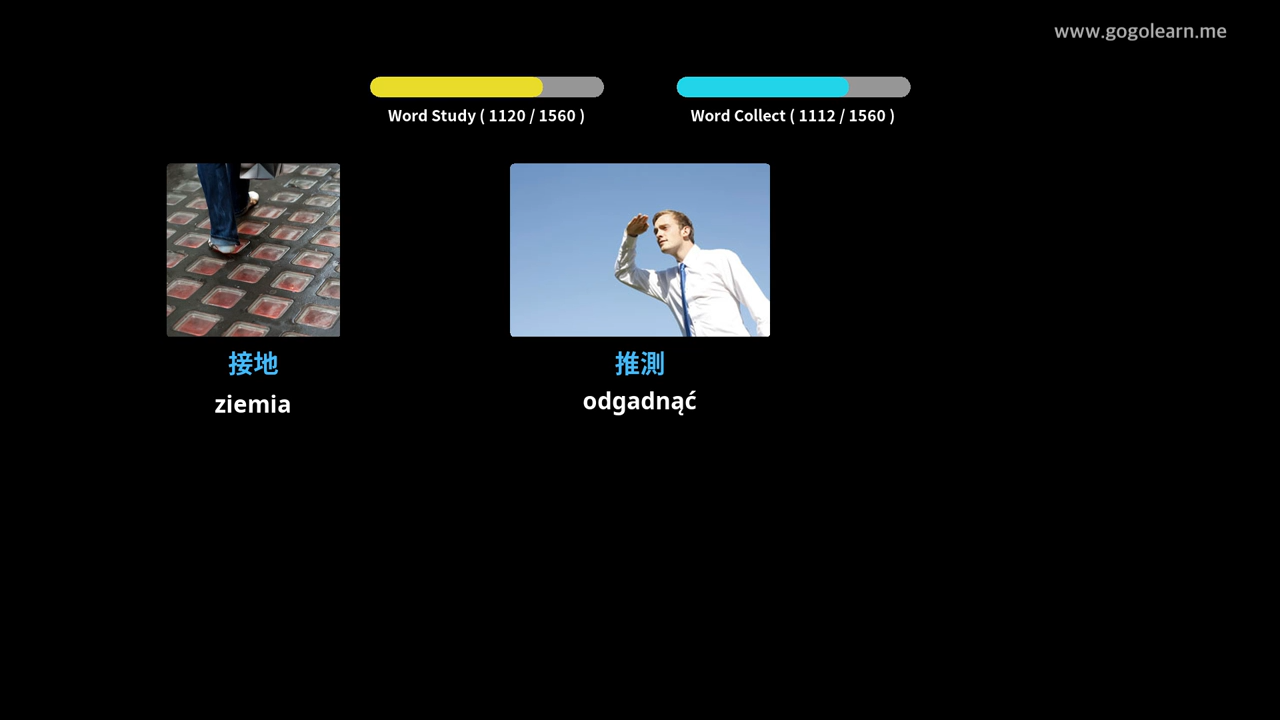 www.gogolearn.me
Word Study ( 1120 / 1560 )
Word Collect ( 1112 / 1560 )
接地
ziemia
推測
odgadnąć